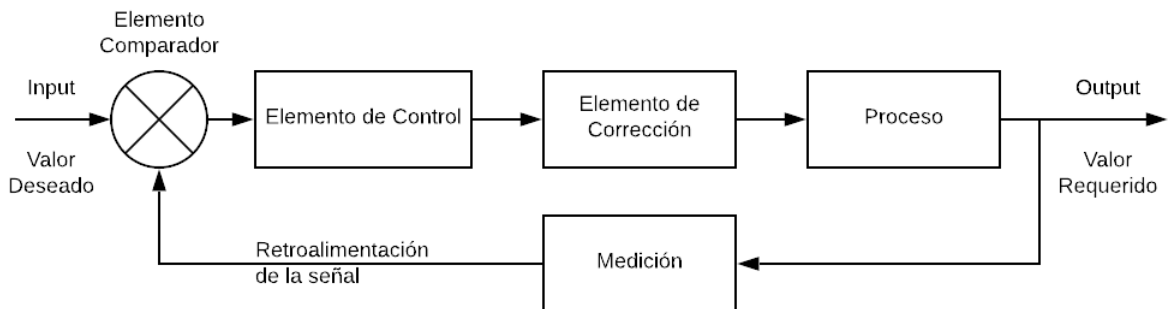 Elemento
Comparador
Input
Valor
Deseado
Elemento de Control
Elemento de
Corrección
Proceso
Output
Valor
Requerido
Retroalimentación
de la señal
Medición